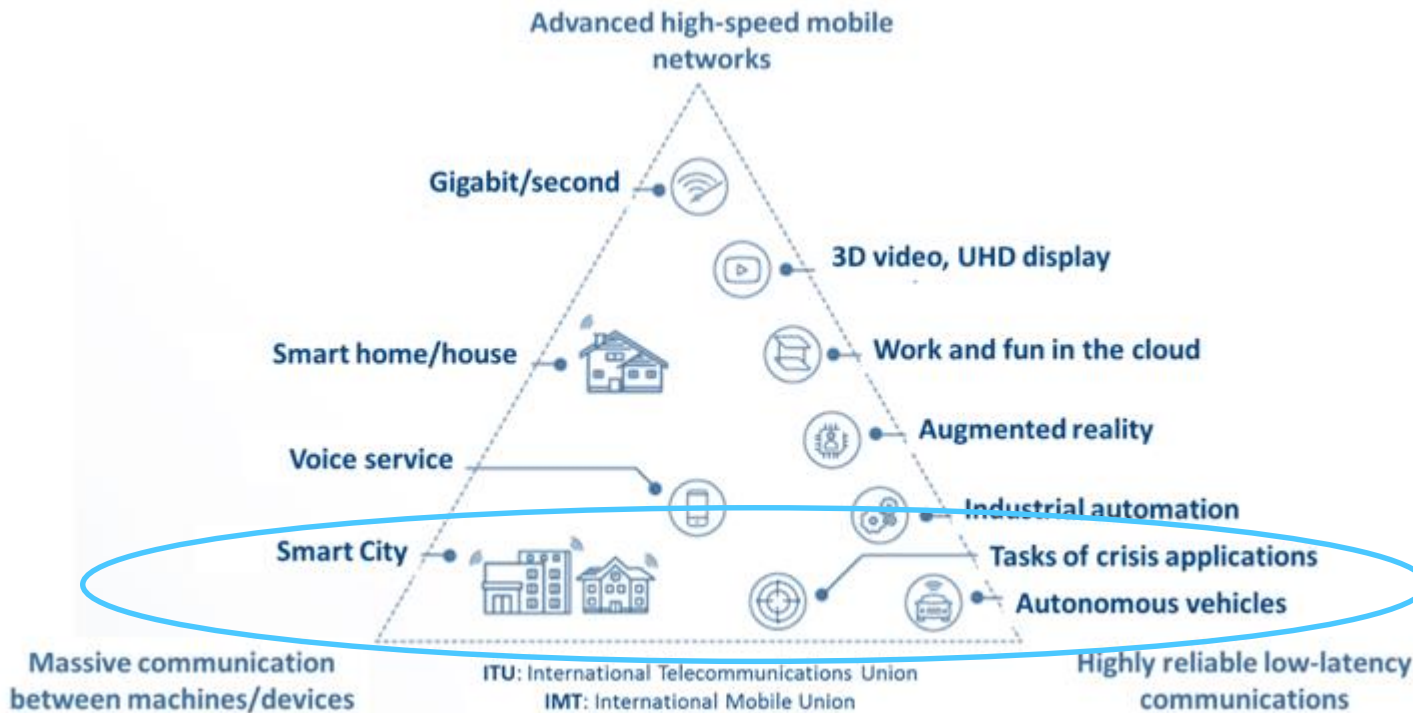 Advanced high-speed mobile
networks
Gigabit/second
3D video, UHD display
Smart home/house
Work and fun in the cloud
Augmented reality
Voice service
Industrial automation
Smart City
Tasks of crisis applications
Autonomous vehicles
Massive communication
between machines/devices
ITU: International Telecommunications Union
IMT: International Mobile Union
Highly reliable low-latency
communications